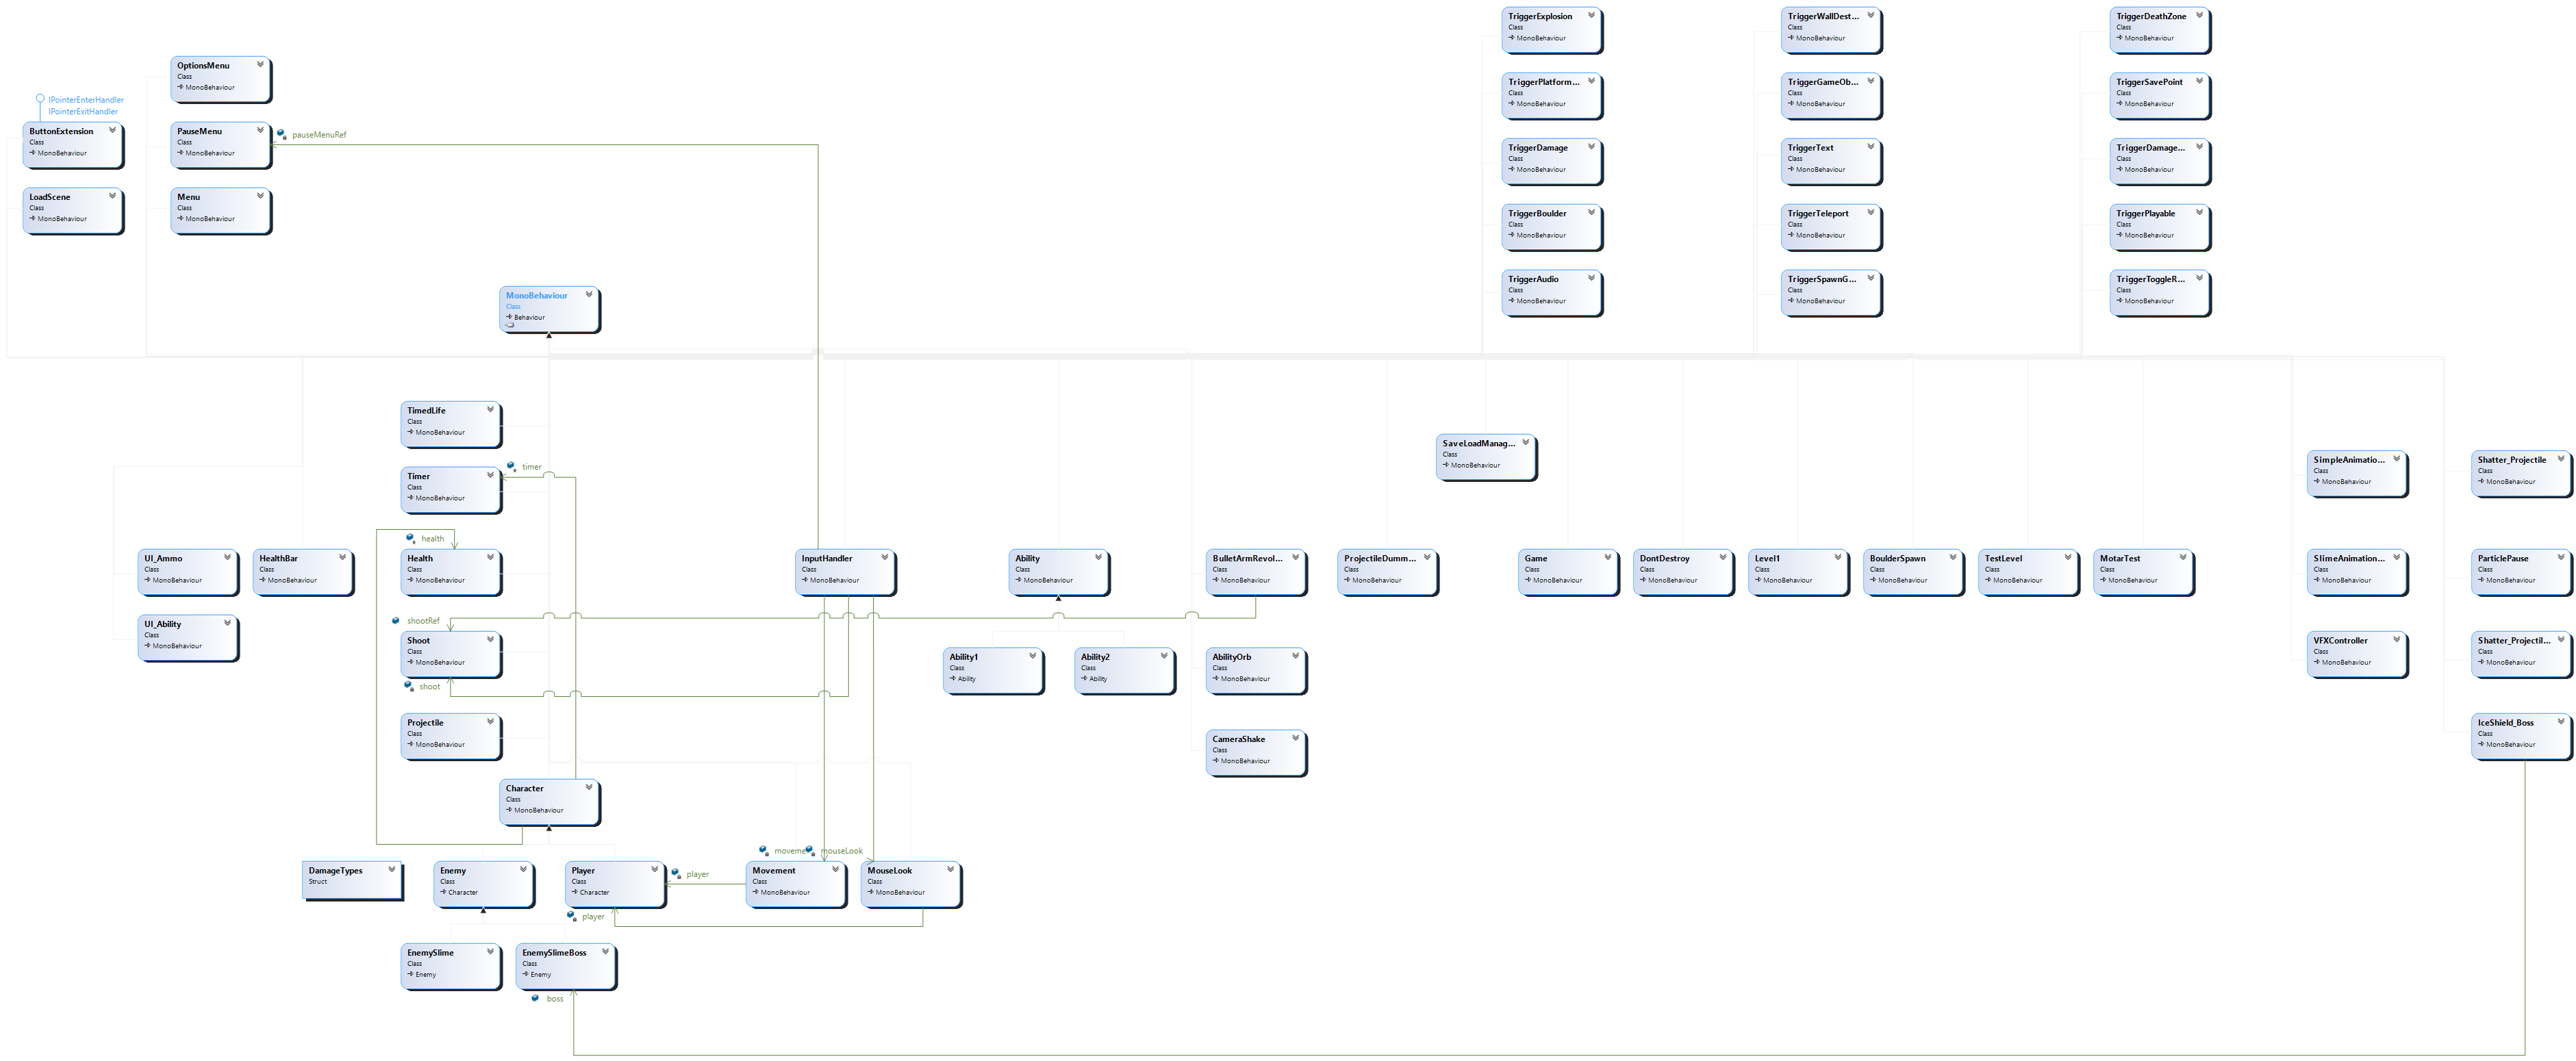 TriggerExplosion
Class
MonoBehaviour
TriggerWallDest...
Class
MonoBehaviour
TriggerDeathZone
Class
MonoBehaviour
OptionsMenu
Class
MonoBehaviour
TriggerPlatform...
Class
MonoBehaviour
TriggerGameOb...
Class
MonoBehaviour
TriggerSavePoint
Class
MonoBehaviour
IPointerEnterHandler
IPointerExitHandler
ButtonExtension
Class
MonoBehaviour
PauseMenu
Class
MonoBehaviour
pauseMenuRef
TriggerDamage
Class
MonoBehaviour
TriggerText
Class
MonoBehaviour
TriggerDamage...
Class
MonoBehaviour
LoadScene
Class
MonoBehaviour
Menu
Class
MonoBehaviour
TriggerBoulder
Class
MonoBehaviour
TriggerTeleport
Class
MonoBehaviour
TriggerPlayable
Class
MonoBehaviour
TriggerAudio
Class
MonoBehaviour
TriggerSpawnG...
Class
MonoBehaviour
TriggerToggleR...
Class
MonoBehaviour
MonoBehaviour
Class
Behaviour
TimedLife
Class
MonoBehaviour
SaveLoadManag...
Class
MonoBehaviour
timer
Timer
Class
MonoBehaviour
SimpleAnimatio...
Class
MonoBehaviour
Shatter_Projectile
Class
MonoBehaviour
health
UI_Ammo
Class
MonoBehaviour
HealthBar
Class
MonoBehaviour
Health
Class
MonoBehaviour
InputHandler
Class
MonoBehaviour
Ability
Class
MonoBehaviour
BulletArmRevol...
Class
MonoBehaviour
ProjectileDumm...
Class
MonoBehaviour
Game
Class
MonoBehaviour
DontDestroy
Class
MonoBehaviour
Level1
Class
MonoBehaviour
BoulderSpawn
Class
MonoBehaviour
TestLevel
Class
MonoBehaviour
MotarTest
Class
MonoBehaviour
SlimeAnimation...
Class
MonoBehaviour
ParticlePause
Class
MonoBehaviour
UI_Ability
Class
MonoBehaviour
shootRef
Shoot
Class
MonoBehaviour
shoot
Ability1
Class
Ability
Ability2
Class
Ability
AbilityOrb
Class
MonoBehaviour
VFXController
Class
MonoBehaviour
Shatter_Projectil...
Class
MonoBehaviour
Projectile
Class
MonoBehaviour
CameraShake
Class
MonoBehaviour
IceShield_Boss
Class
MonoBehaviour
Character
Class
MonoBehaviour
moveme
mouseLook
DamageTypes
Struct
Enemy
Class
Character
Player
Class
Character
player
Movement
Class
MonoBehaviour
MouseLook
Class
MonoBehaviour
player
EnemySlime
Class
Enemy
EnemySlimeBoss
Class
Enemy
boss